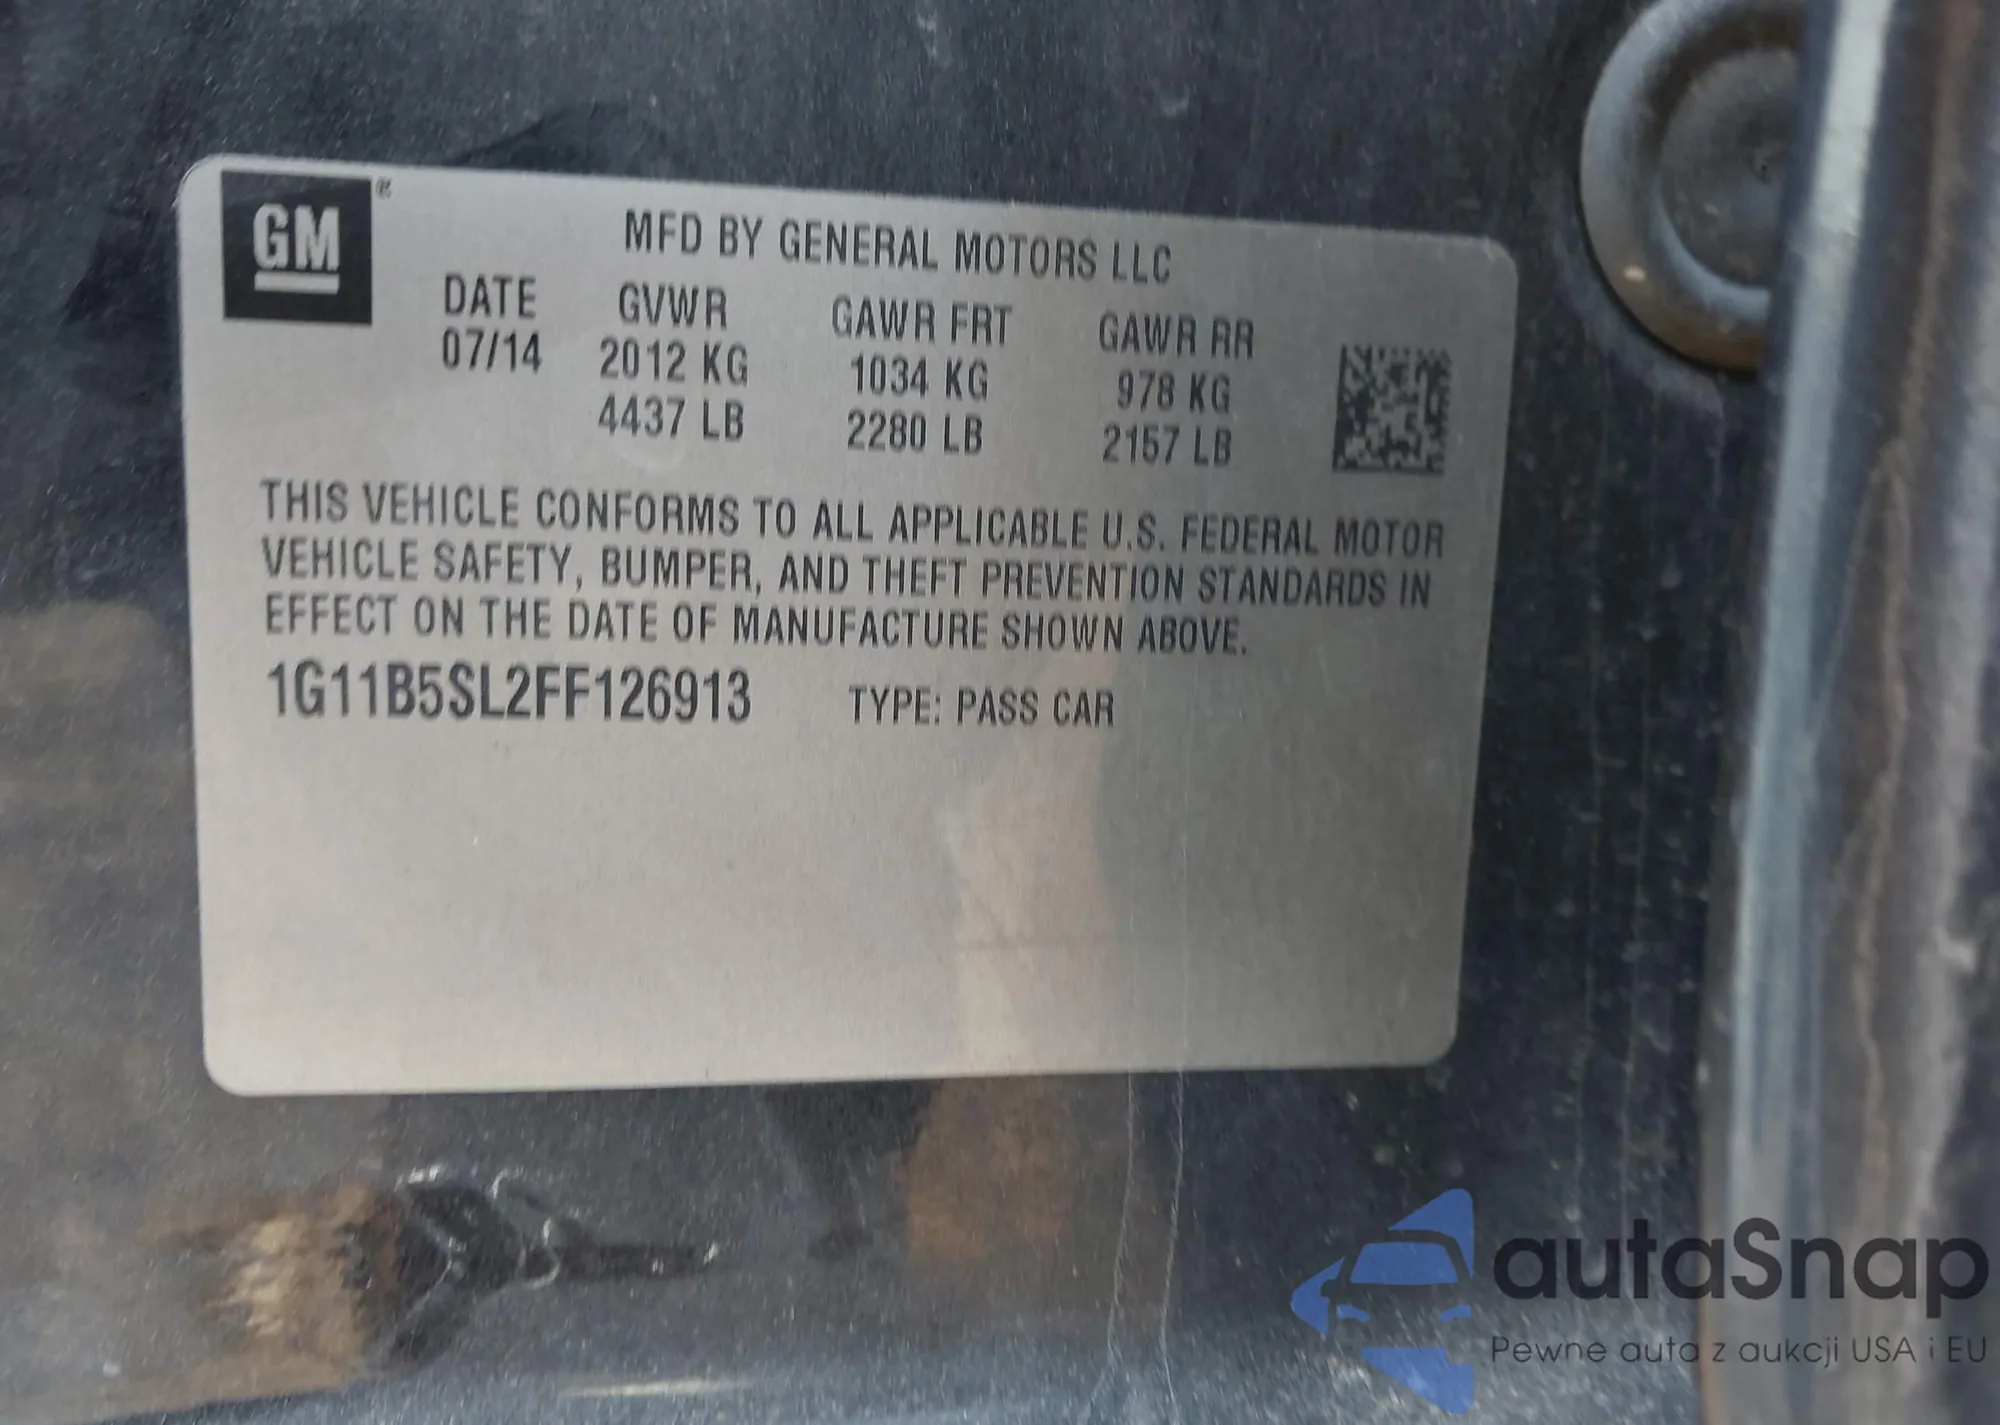 GM ®
MFD BY GENERAL MOTORS LLC
DATE GVWR GAWR FRT GAWR RR
07/14 2012 KG 1034 KG 978 KG
4437 LB 2280 LB 2157 LB
THIS VEHICLE CONFORMS TO ALL APPLICABLE U.S. FEDERAL MOTOR
VEHICLE SAFETY, BUMPER, AND THEFT PREVENTION STANDARDS IN
EFFECT ON THE DATE OF MANUFACTURE SHOWN ABOVE.
1G11B5SL2FF126913 TYPE: PASS CAR
autaSnap
Pewne auta z aukcji USA i EU